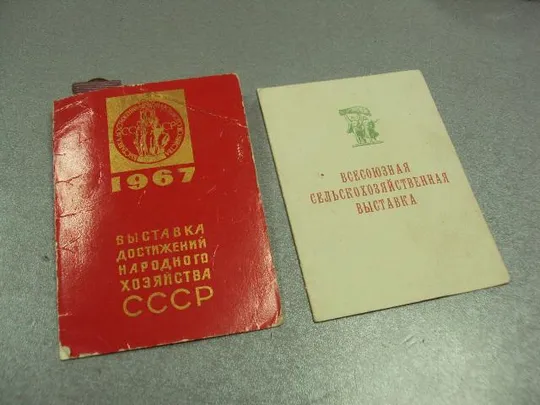 1967
ВЫСТАВКА
ДОСТИЖЕНИЙ
НАРОДНОГО
ХОЗЯЙСТВА
СССР
ВСЕСОЮЗНАЯ
СЕЛЬСКОХОЗЯЙСТВЕННАЯ
ВЫСТАВКА